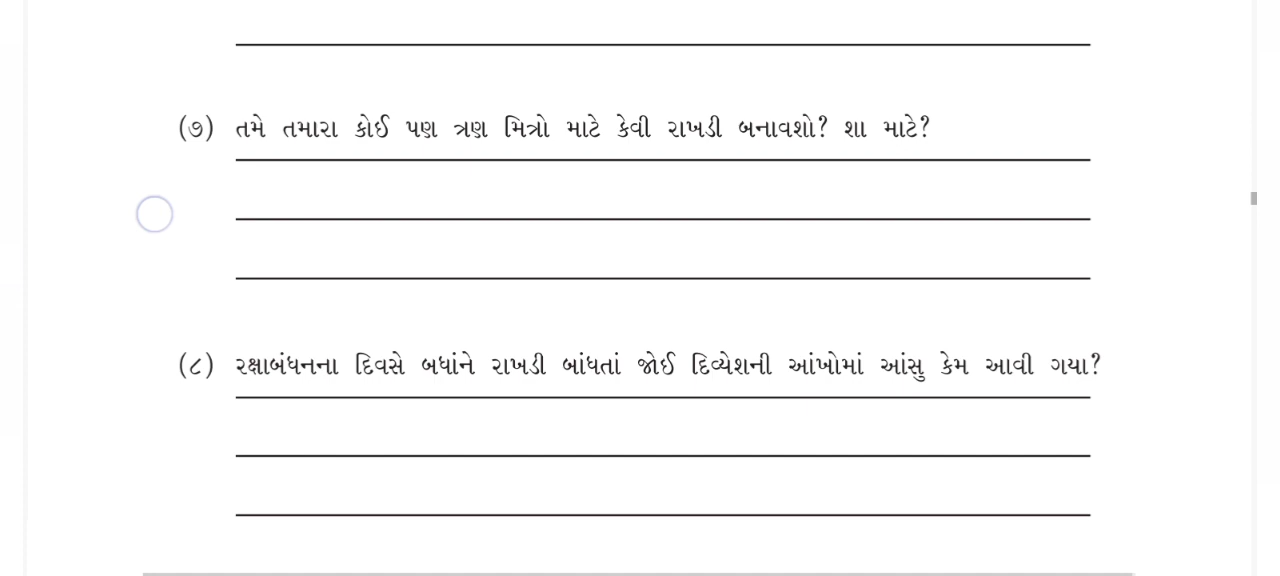 (૭) તમે તમારા કોઈ પણ ત્રણ મિત્રો માટે કેવી રાખડી બનાવશો? શા માટે?
(૮) રક્ષાબંધનના દિવસે બધાંને રાખડી બાંધતાં જોઈ દિવ્યેશની આંખોમાં આંસુ કેમ આવી ગયા?